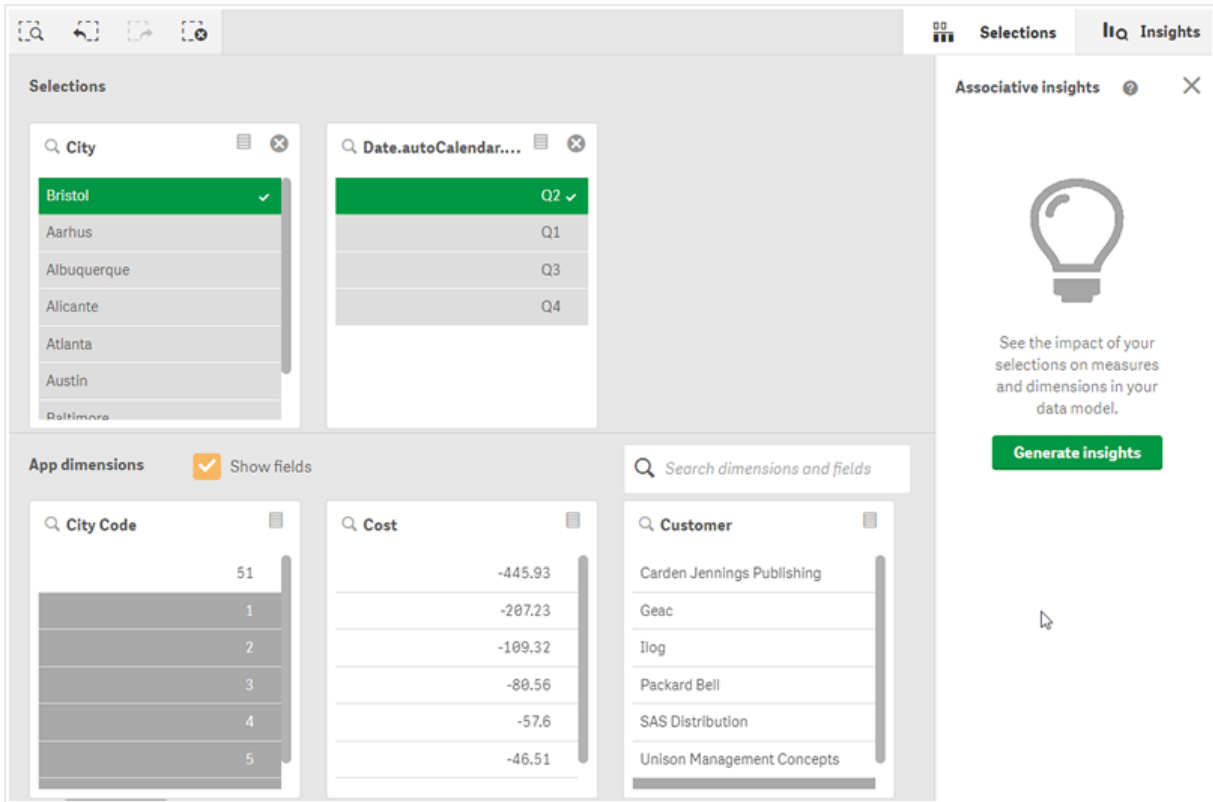 Selections
Insights
Selections
Associative insights
?
City
Date.autoCalendar....
Bristol
Q2
Aarhus
Q1
Albuquerque
Q3
Alicante
Q4
Atlanta
Austin
Baltimore
See the impact of your
selections on measures
and dimensions in your
data model.
Generate insights
App dimensions
Show fields
Search dimensions and fields
City Code
Cost
Customer
51
-445.93
Carden Jennings Publishing
1
-207.23
Geac
2
-109.32
Ilog
3
-80.56
Packard Bell
4
-57.6
SAS Distribution
5
-46.51
Unison Management Concepts